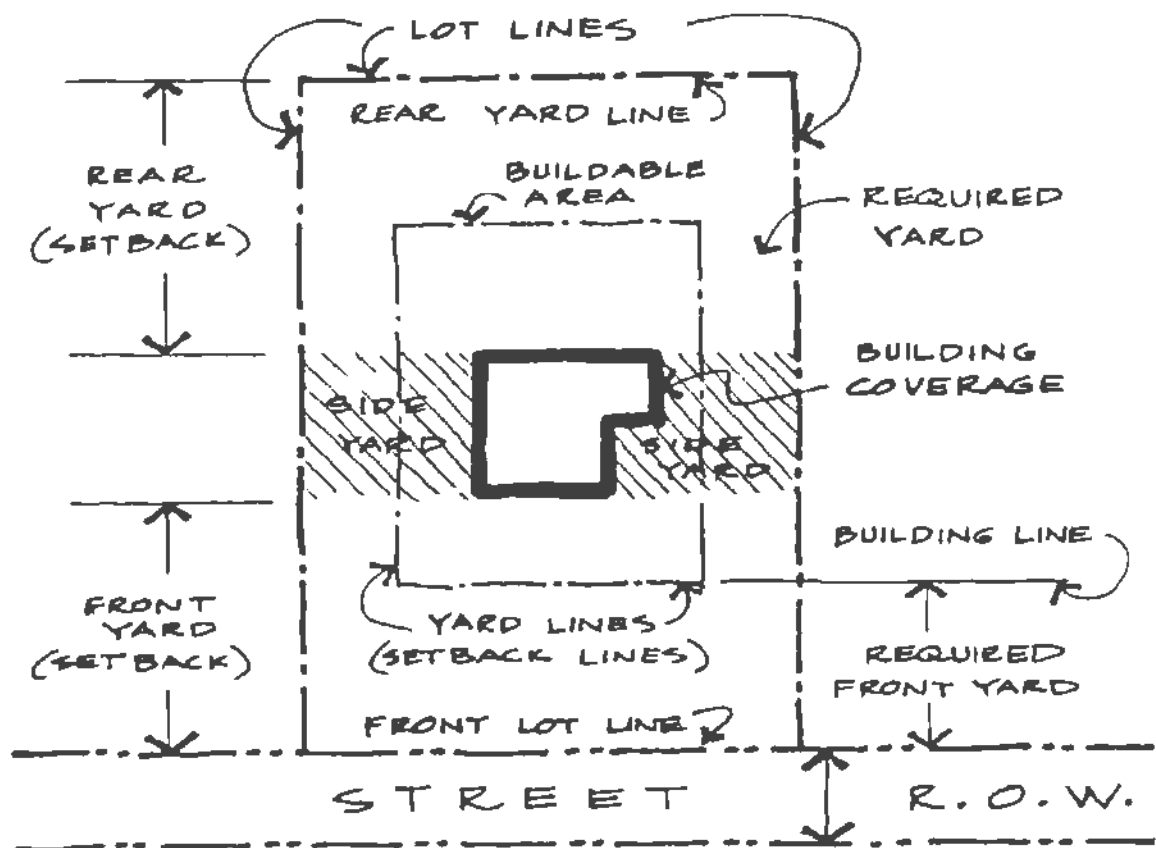 LOT LINES
REAR YARD LINE
REAR
YARD
(SETBACK)
BUILDABLE
AREA
REQUIRED
YARD
BUILDING
COVERAGE
SIDE
YARD
SIDE
YARD
BUILDING LINE
FRONT
YARD
(SETBACK)
YARD LINES
(SETBACK LINES)
REQUIRED
FRONT YARD
FRONT LOT LINE
STREET R.O.W.